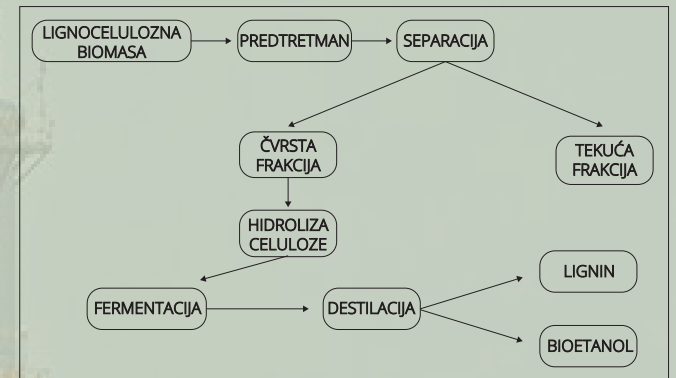 LIGNOCELULOZNA
BIOMASA
PREDTRETMAN
SEPARACIJA
ČVRSTA
FRAKCIJA
TEKUĆA
FRAKCIJA
HIDROLIZA
CELULOZE
LIGNIN
FERMENTACIJA
DESTILACIJA
BIOETANOL